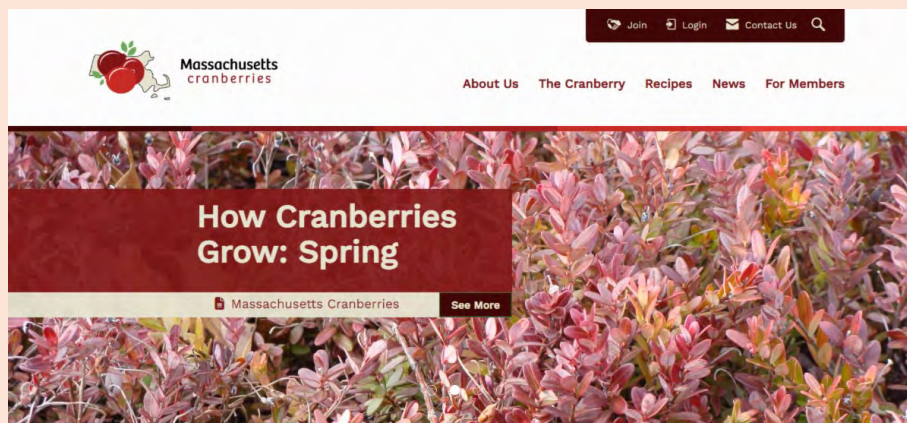 Join Login Contact Us
Massachusetts
cranberries
About Us The Cranberry Recipes News For Members
How Cranberries
Grow: Spring
Massachusetts Cranberries See More